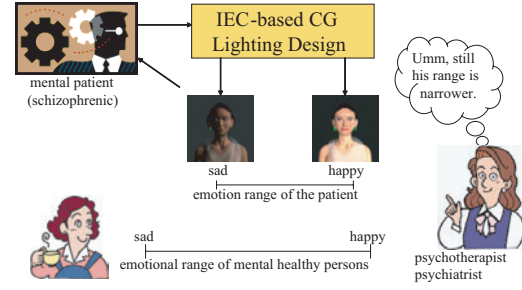 IEC-based CG
Lighting Design
Umm, still
his range is
narrower.
mental patient
(schizophrenic)
sad
happy
emotion range of the patient
sad
happy
emotional range of mental healthy persons
psychotherapist
psychiatrist